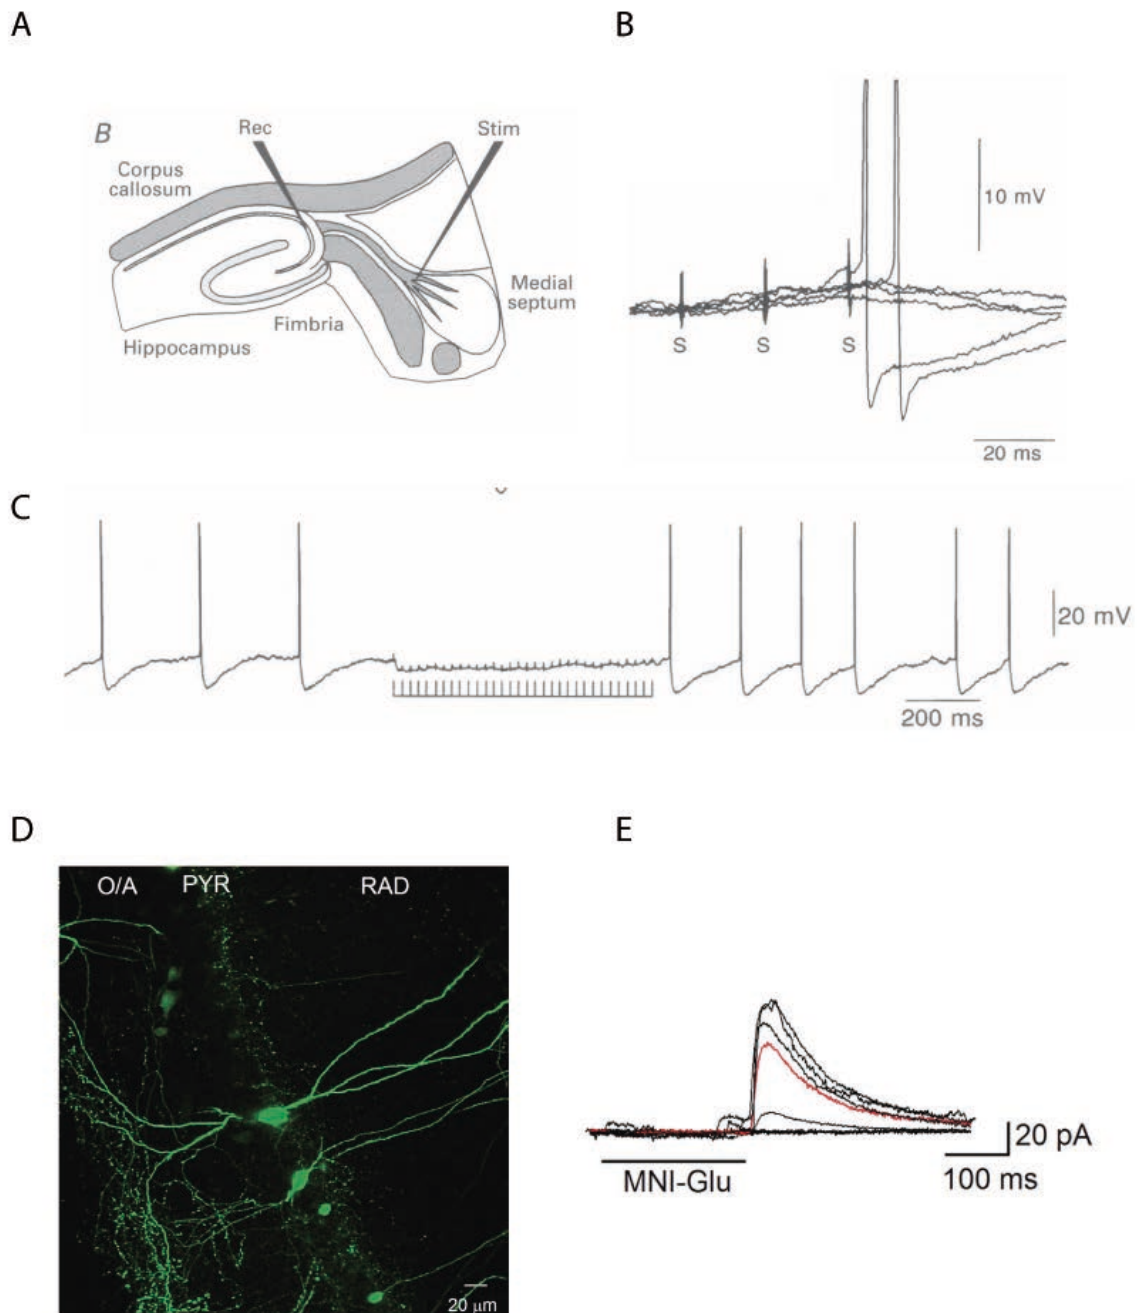 A
B
B
Rec
Stim
Corpus
callosum
Medial
septum
Fimbria
Hippocampus
10 mV
S S S
20 ms
C
20 mV
200 ms
D
E
O/A PYR RAD
20 µm
MNI-Glu
20 pA
100 ms